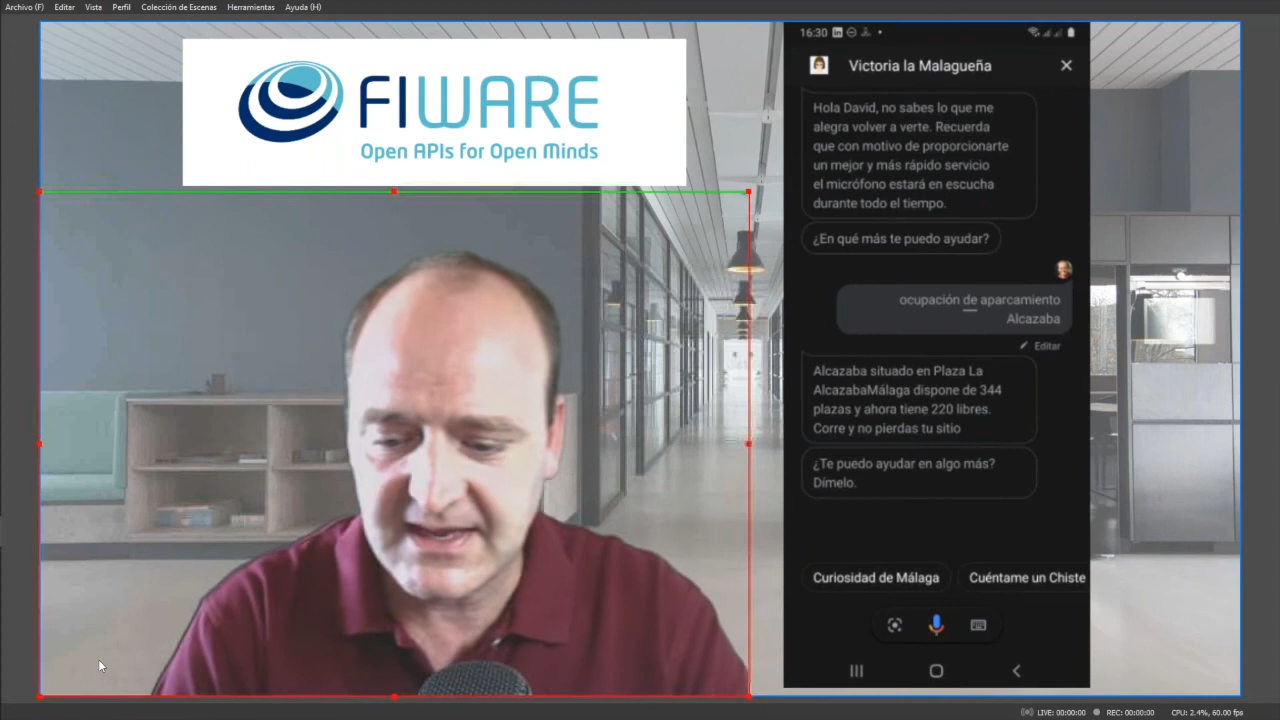 Archivo (F) Editar Vista Perfil Colección de Escenas Herramientas Ayuda (H)
FIWARE
Open APIs for Open Minds
16:30
Victoria la Malagueña
Hola David, no sabes lo que me
alegra volver a verte. Recuerda
que con motivo de proporcionarte
un mejor y más rápido servicio
el micrófono estará en escucha
durante todo el tiempo.
¿En qué más te puedo ayudar?
ocupación de aparcamiento
Alcazaba
Editar
Alcazaba situado en Plaza La
AlcazabaMálaga dispone de 344
plazas y ahora tiene 220 libres.
Corre y no pierdas tu sitio
¿Te puedo ayudar en algo más?
Dímelo.
Curiosidad de Málaga Cuéntame un Chiste
LIVE: 00:00:00 REC: 00:00:00 CPU: 2.4%, 60.00 fps